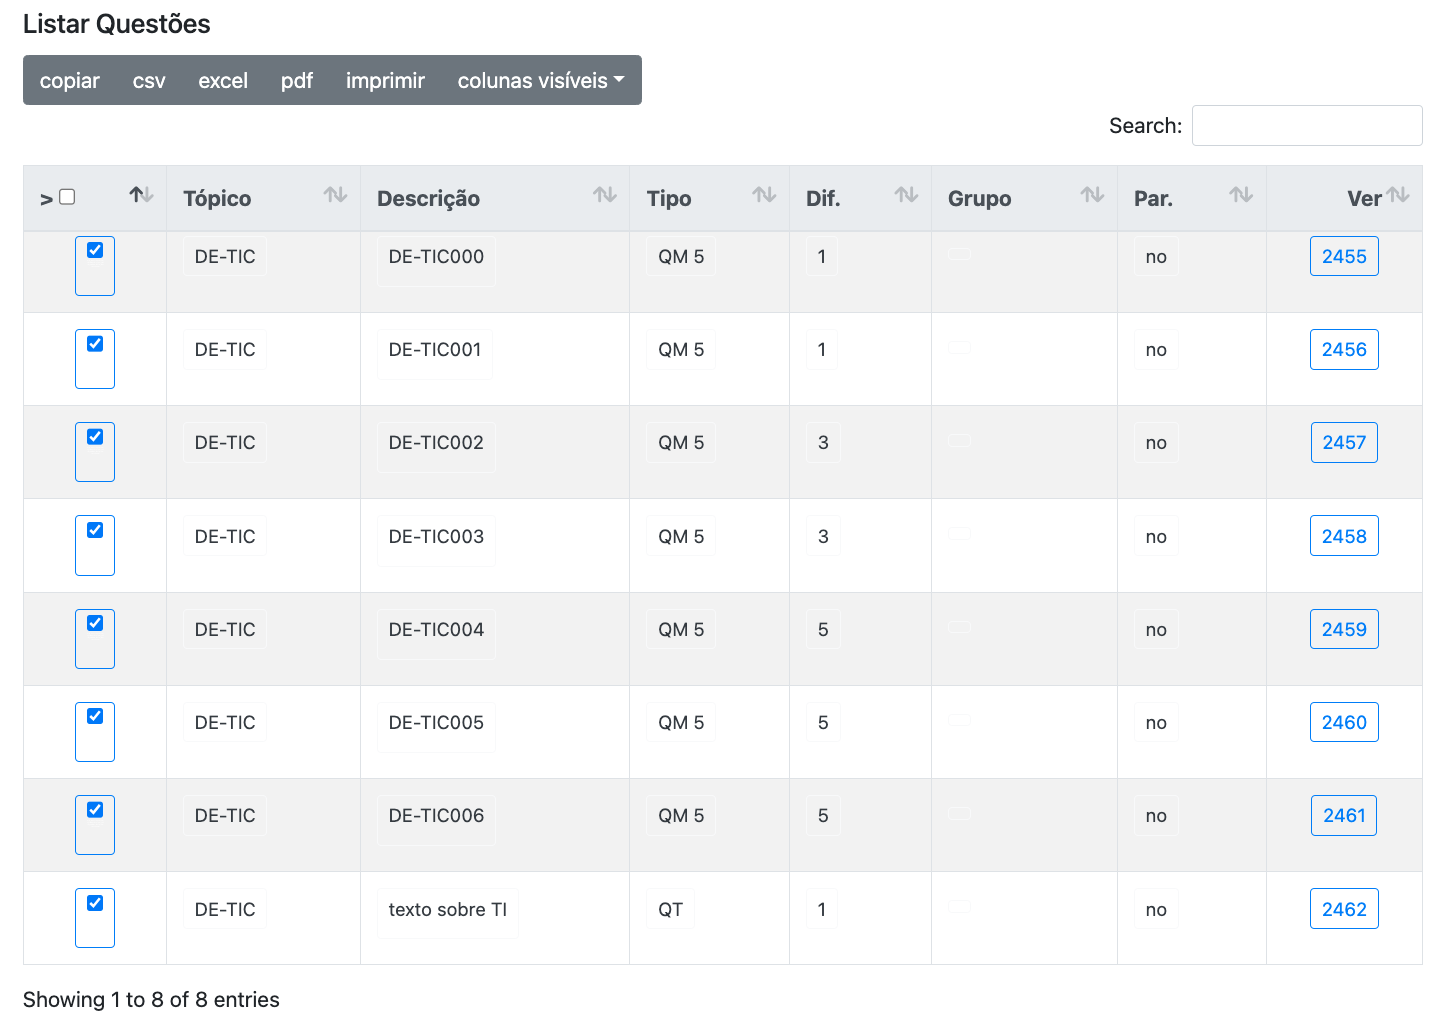 Listar Questões
copiar csv excel pdf imprimir colunas visíveis
Search:
> Tópico Descrição Tipo Dif. Grupo Par. Ver
DE-TIC DE-TIC000 QM 5 1 no 2455
DE-TIC DE-TIC001 QM 5 1 no 2456
DE-TIC DE-TIC002 QM 5 3 no 2457
DE-TIC DE-TIC003 QM 5 3 no 2458
DE-TIC DE-TIC004 QM 5 5 no 2459
DE-TIC DE-TIC005 QM 5 5 no 2460
DE-TIC DE-TIC006 QM 5 5 no 2461
DE-TIC texto sobre TI QT 1 no 2462
Showing 1 to 8 of 8 entries